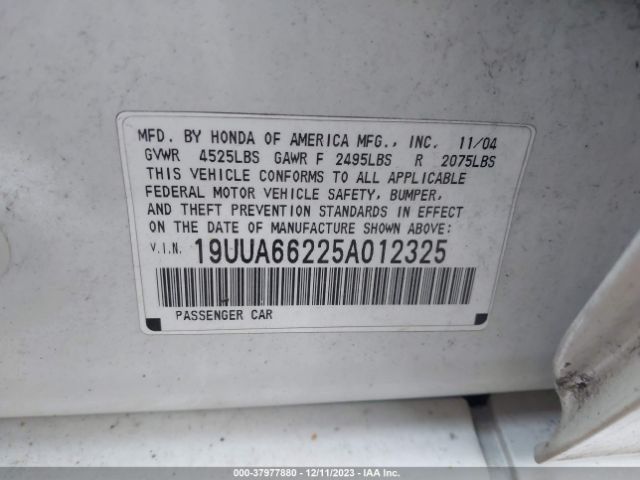 MFD. BY HONDA OF AMERICA MFG., INC. 11/04
GVWR 4525LBS GAWR F 2495LBS R 2075LBS
THIS VEHICLE CONFORMS TO ALL APPLICABLE
FEDERAL MOTOR VEHICLE SAFETY, BUMPER,
AND THEFT PREVENTION STANDARDS IN EFFECT
ON THE DATE OF MANUFACTURE SHOWN ABOVE:
V.I.N. 19UUA66225A012325
PASSENGER CAR
000-37977880 - 12/11/2023 - IAA Inc.